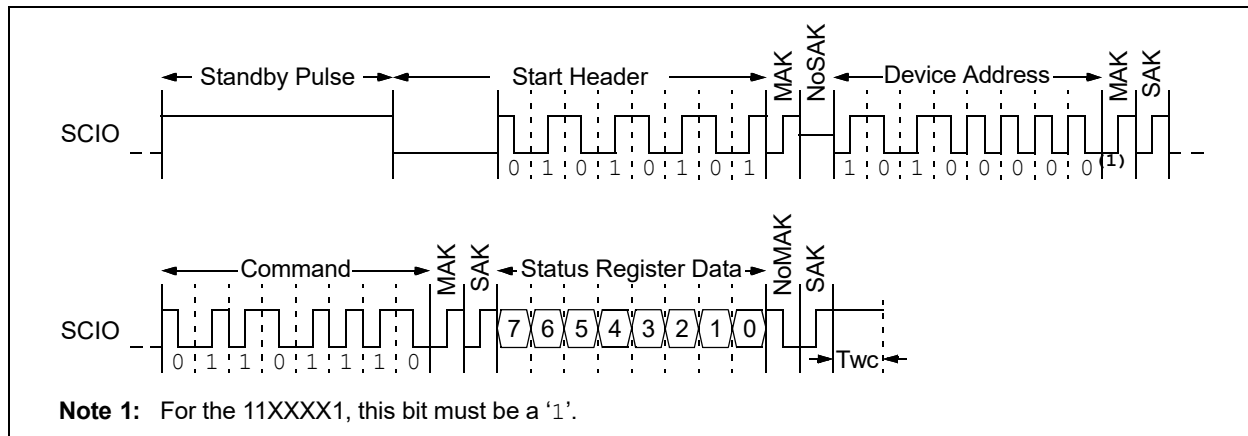 Standby Pulse Start Header MAK NoSAK Device Address MAK SAK
SCIO
0 1 0 1 0 1 0 1 1 0 1 0 0 0 0 0(1)
Command MAK SAK Status Register Data NoMAK SAK
SCIO 7 6 5 4 3 2 1 0
0 1 1 0 1 1 1 0 Twc
Note 1: For the 11XXXX1, this bit must be a ‘1’.